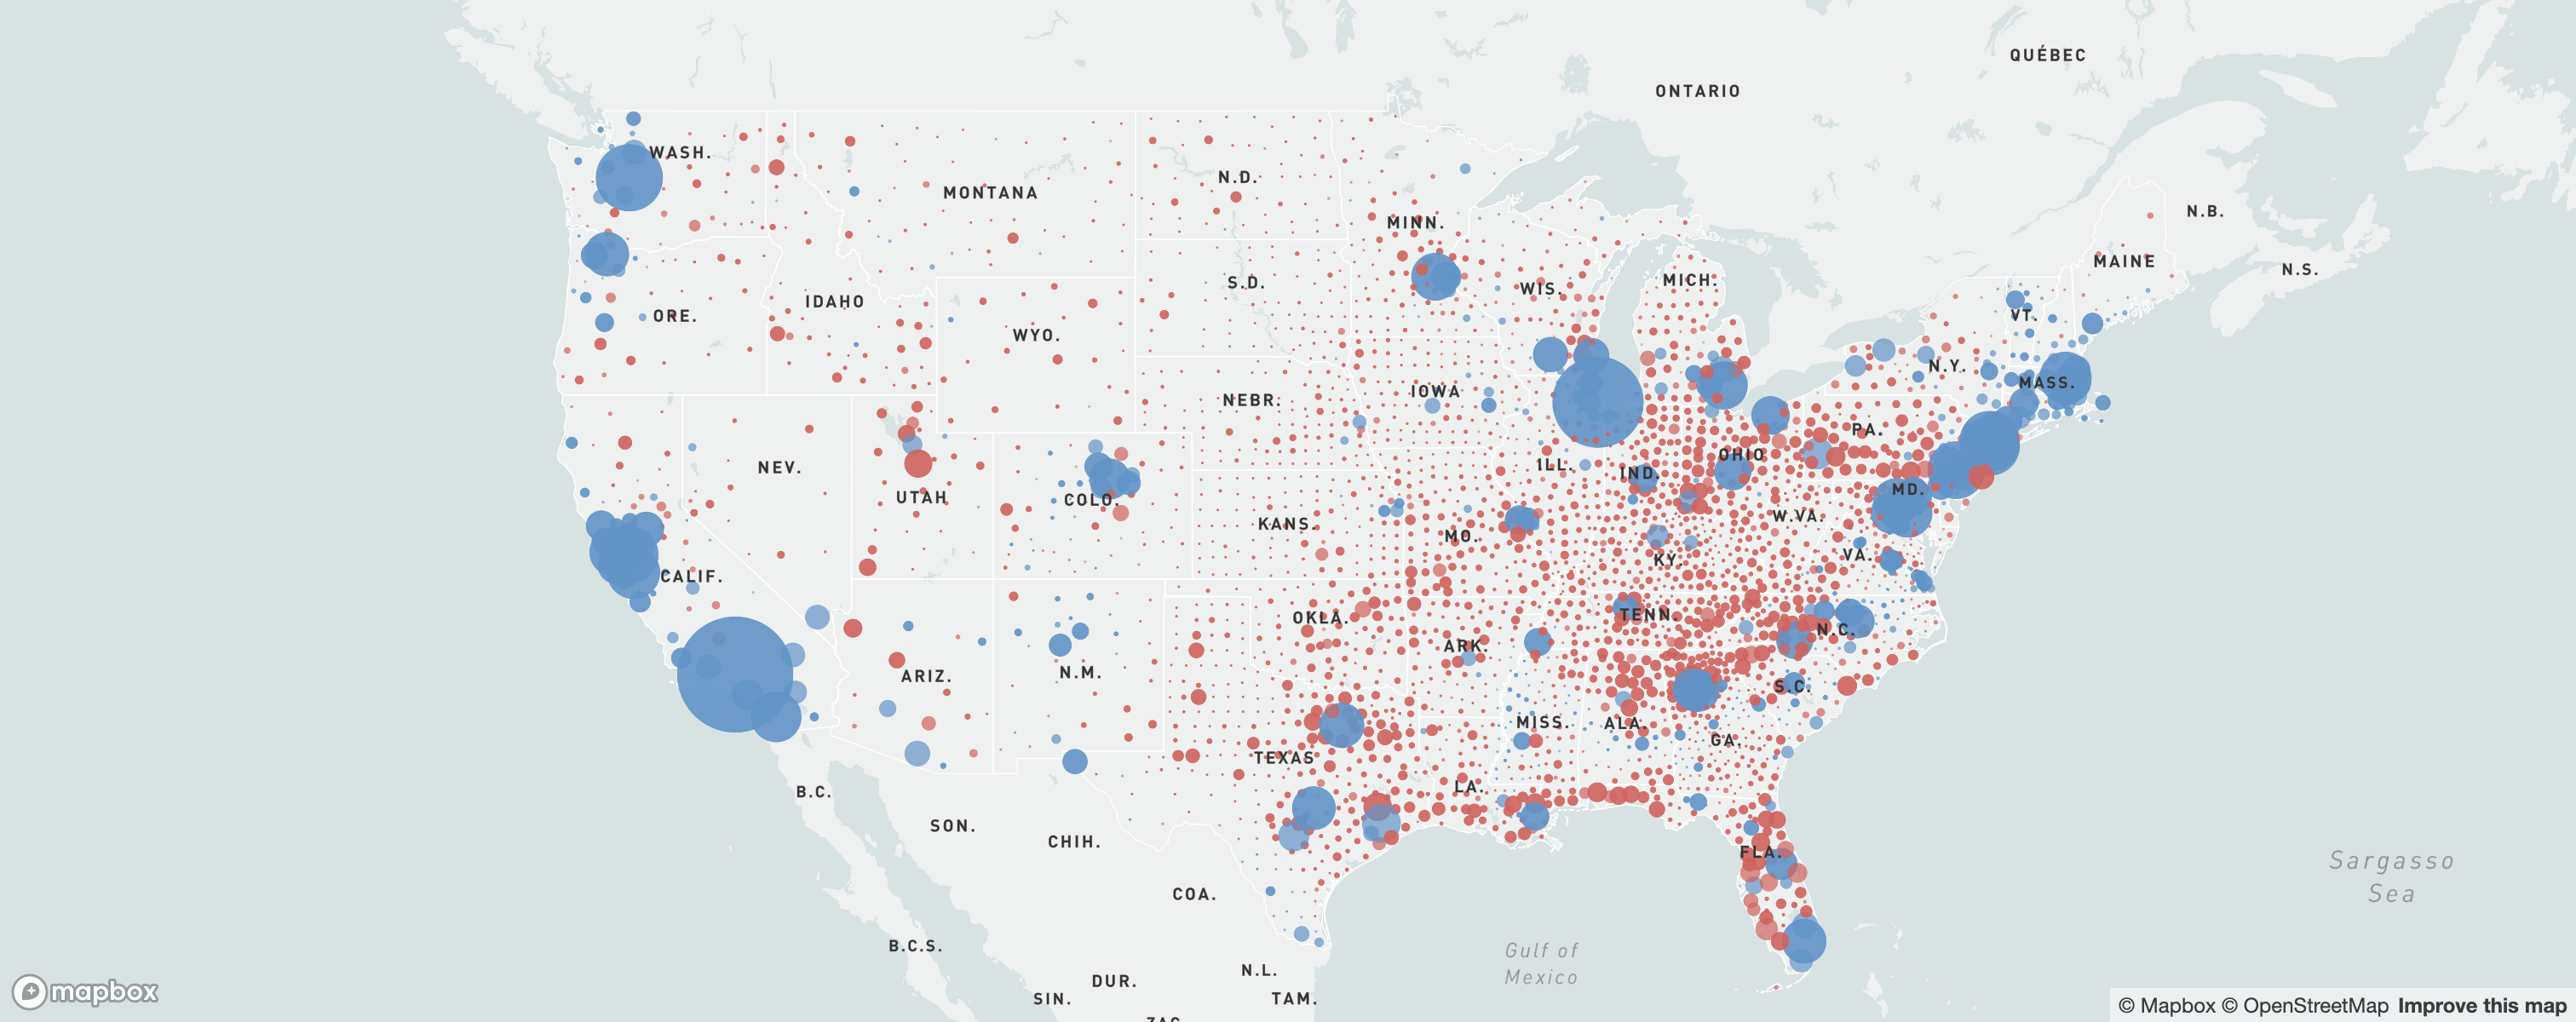 QUÉBEC
ONTARIO
WASH.
N.D.
MONTANA
N.B.
MINN.
MAINE
N.S.
MICH.
S.D.
WIS.
IDAHO
ORE.
VT.
WYO.
N.Y.
MASS.
IOWA
NEBR.
PA.
OHIO
ILL.
NEV.
IND.
MD.
UTAH
COLO.
W.VA.
KANS.
MO.
VA.
KY.
CALIF.
TENN.
OKLA.
N.C.
ARK.
N.M.
ARIZ.
S.C.
MISS.
ALA.
GA.
TEXAS
LA.
B.C.
SON.
CHIH.
FLA.
Sargasso
Sea
COA.
B.C.S.
Gulf of
Mexico
N.L.
DUR.
SIN.
TAM.
ZAC.
mapbox
© Mapbox © OpenStreetMap Improve this map